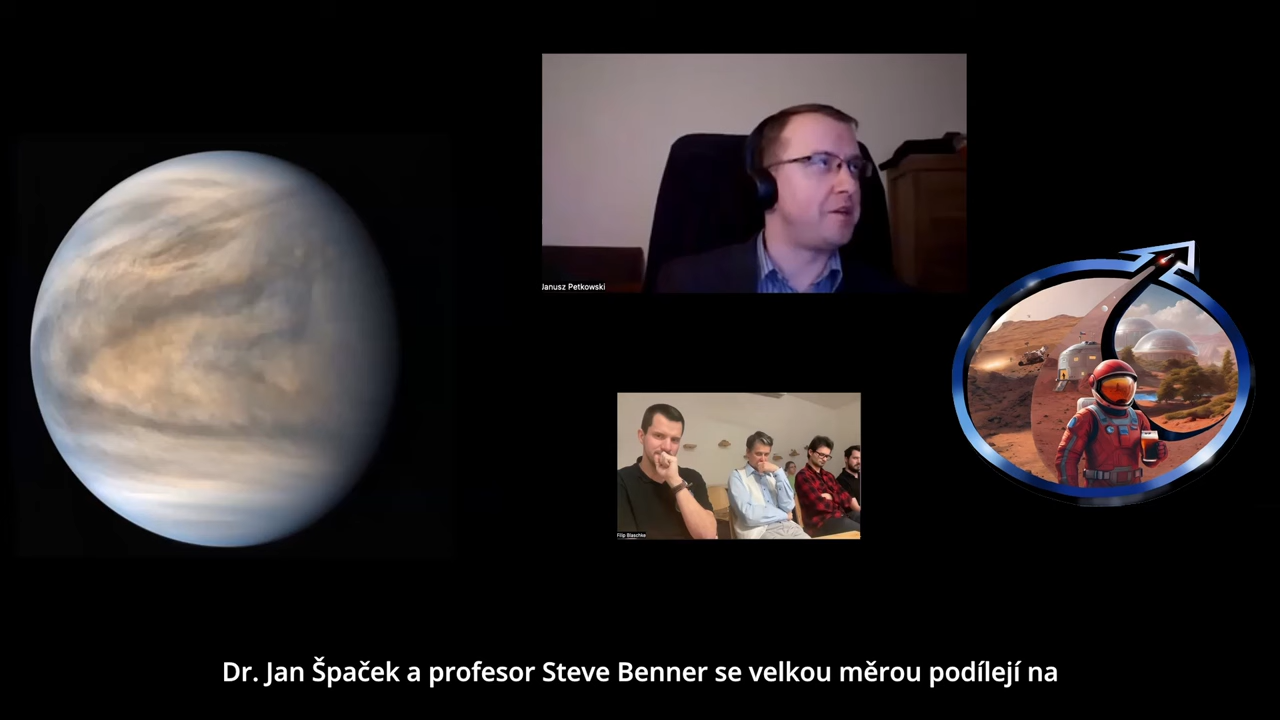 Janusz Petkowski
Filip Blaschke
Dr. Jan Špaček a profesor Steve Benner se velkou měrou podílejí na